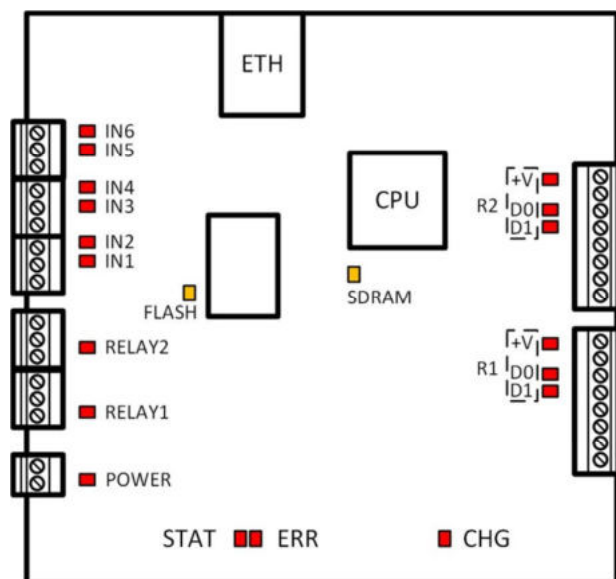 ETH
IN6
IN5
IN4
IN3
IN2
IN1
CPU
+V
R2
D0
D1
FLASH
SDRAM
RELAY2
+V
R1
D0
D1
RELAY1
POWER
STAT ERR CHG